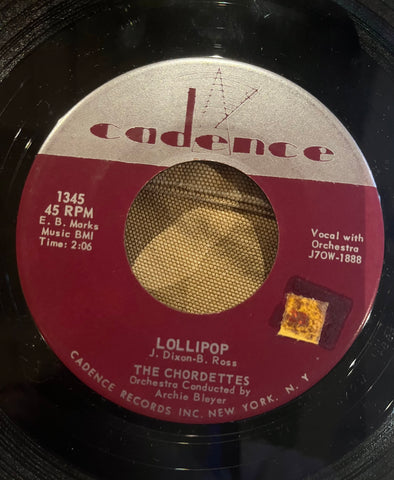 cadence
1345
45 RPM
E. B. Marks
Music BMI
Time: 2:06
Vocal with
Orchestra
J7OW-1888
LOLLIPOP
J. Dixon-B. Ross
THE CHORDETTES
Orchestra Conducted by
Archie Bleyer
CADENCE RECORDS INC. NEW YORK, N. Y.